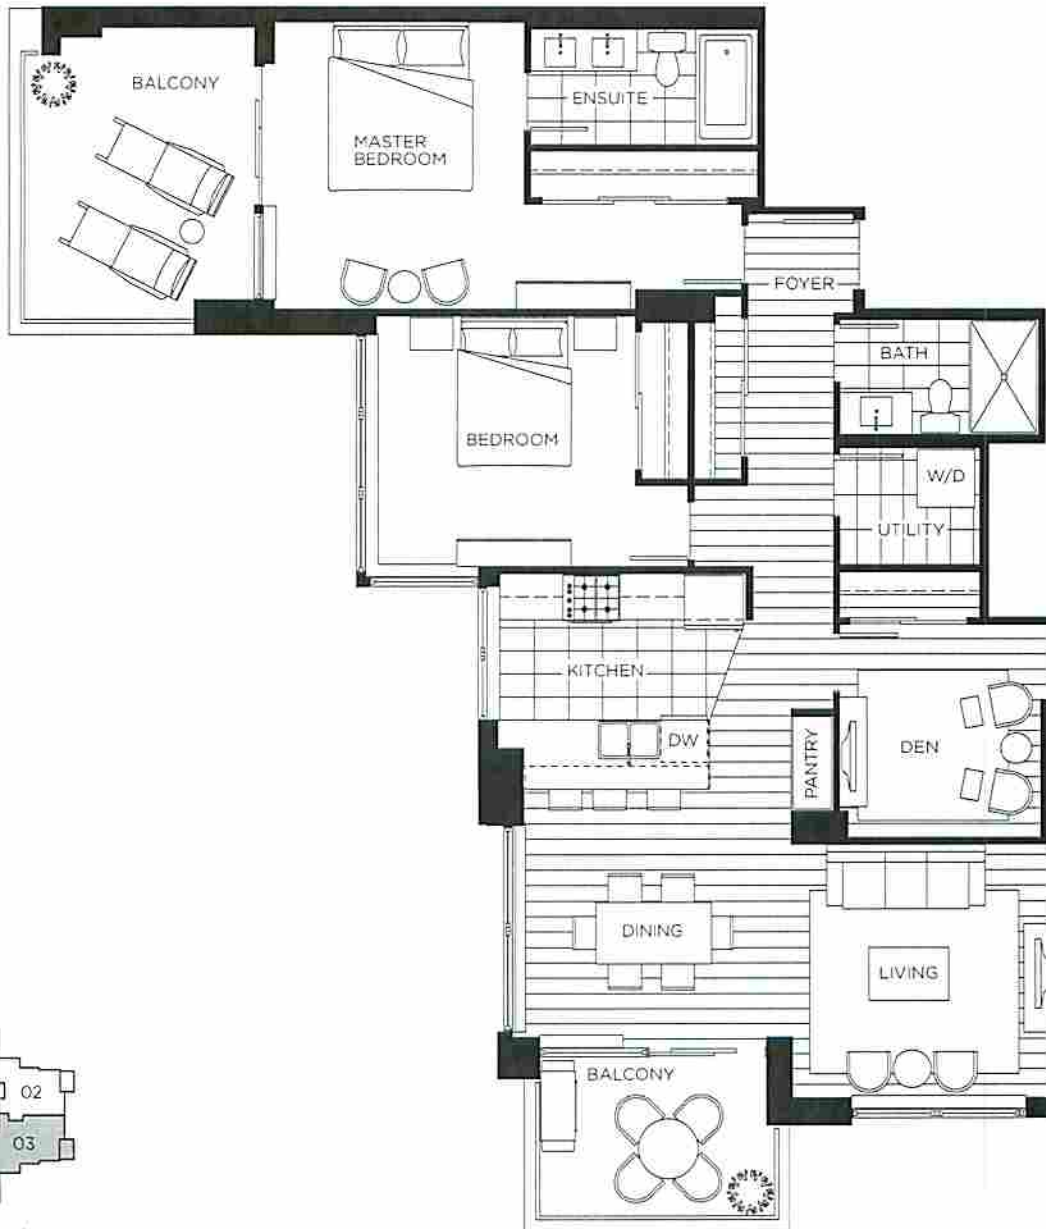 BALCONY
MASTER
BEDROOM
ENSUITE
FOYER
BATH
BEDROOM
W/D
UTILITY
KITCHEN
DW
PANTRY
DEN
DINING
LIVING
BALCONY
02
03